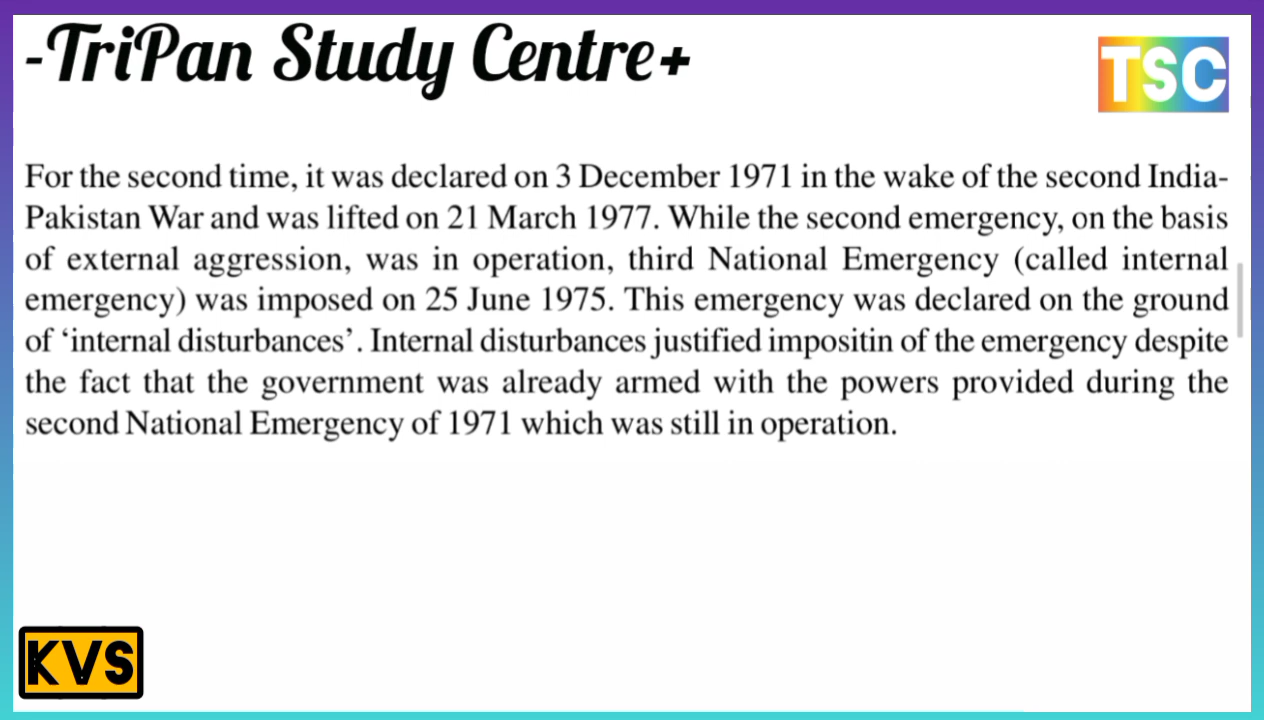 -TriPan Study Centre+
TSC
For the second time, it was declared on 3 December 1971 in the wake of the second India-
Pakistan War and was lifted on 21 March 1977. While the second emergency, on the basis
of external aggression, was in operation, third National Emergency (called internal
emergency) was imposed on 25 June 1975. This emergency was declared on the ground
of ‘internal disturbances’. Internal disturbances justified impositin of the emergency despite
the fact that the government was already armed with the powers provided during the
second National Emergency of 1971 which was still in operation.
KVS